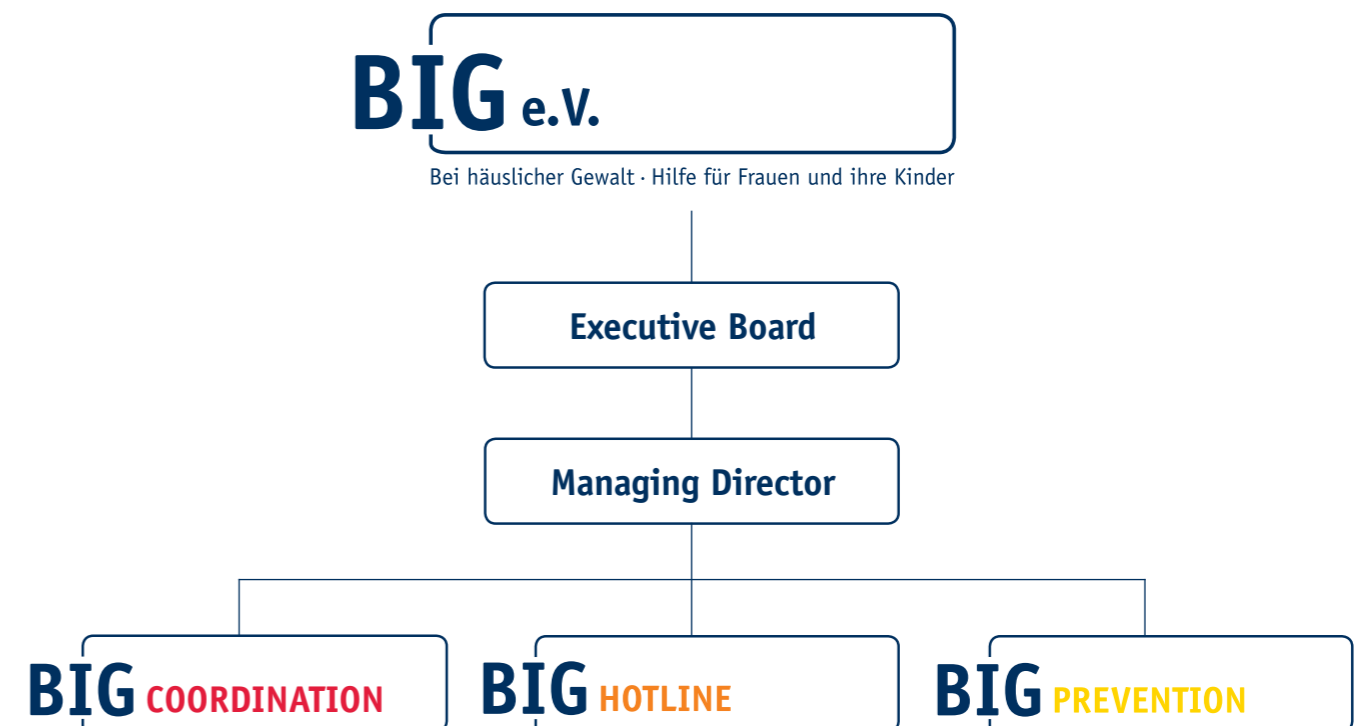 BIG e.V.
Bei häuslicher Gewalt · Hilfe für Frauen und ihre Kinder
Executive Board
Managing Director
BIG COORDINATION
BIG HOTLINE
BIG PREVENTION